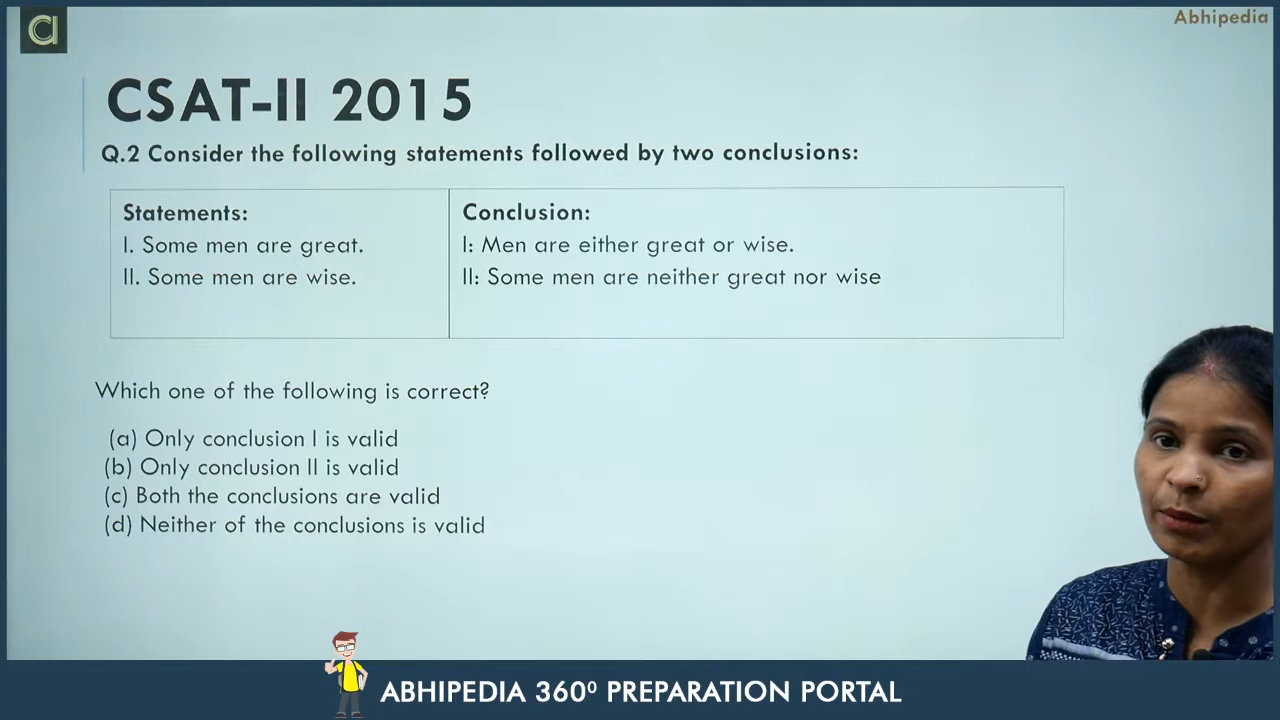 Abhipedia
CSAT-II 2015
Q.2 Consider the following statements followed by two conclusions:
Statements:
I. Some men are great.
II. Some men are wise.
Conclusion:
I: Men are either great or wise.
II: Some men are neither great nor wise
Which one of the following is correct?
(a) Only conclusion I is valid
(b) Only conclusion II is valid
(c) Both the conclusions are valid
(d) Neither of the conclusions is valid
ABHIPEDIA 360⁰ PREPARATION PORTAL